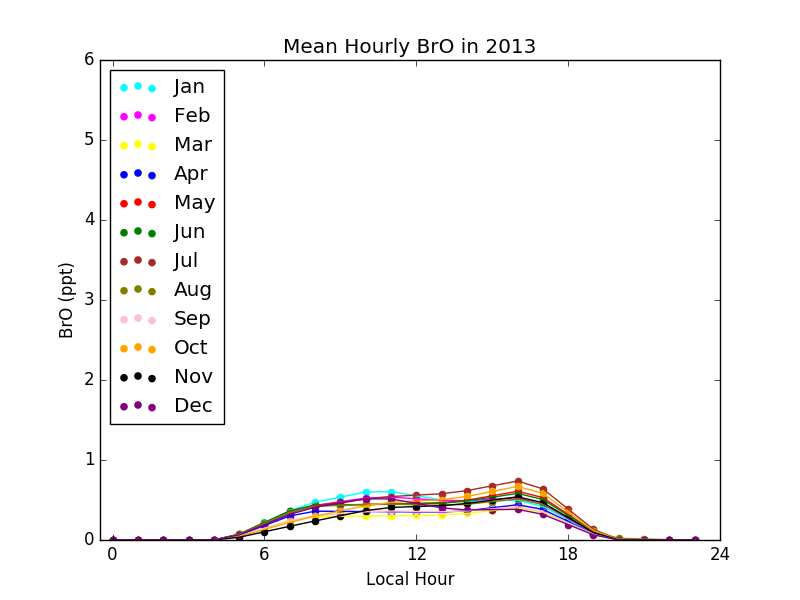 Mean Hourly BrO in 2013
6
5
4
3
2
1
0
BrO (ppt)
Jan
Feb
Mar
Apr
May
Jun
Jul
Aug
Sep
Oct
Nov
Dec
0 6 12 18 24
Local Hour